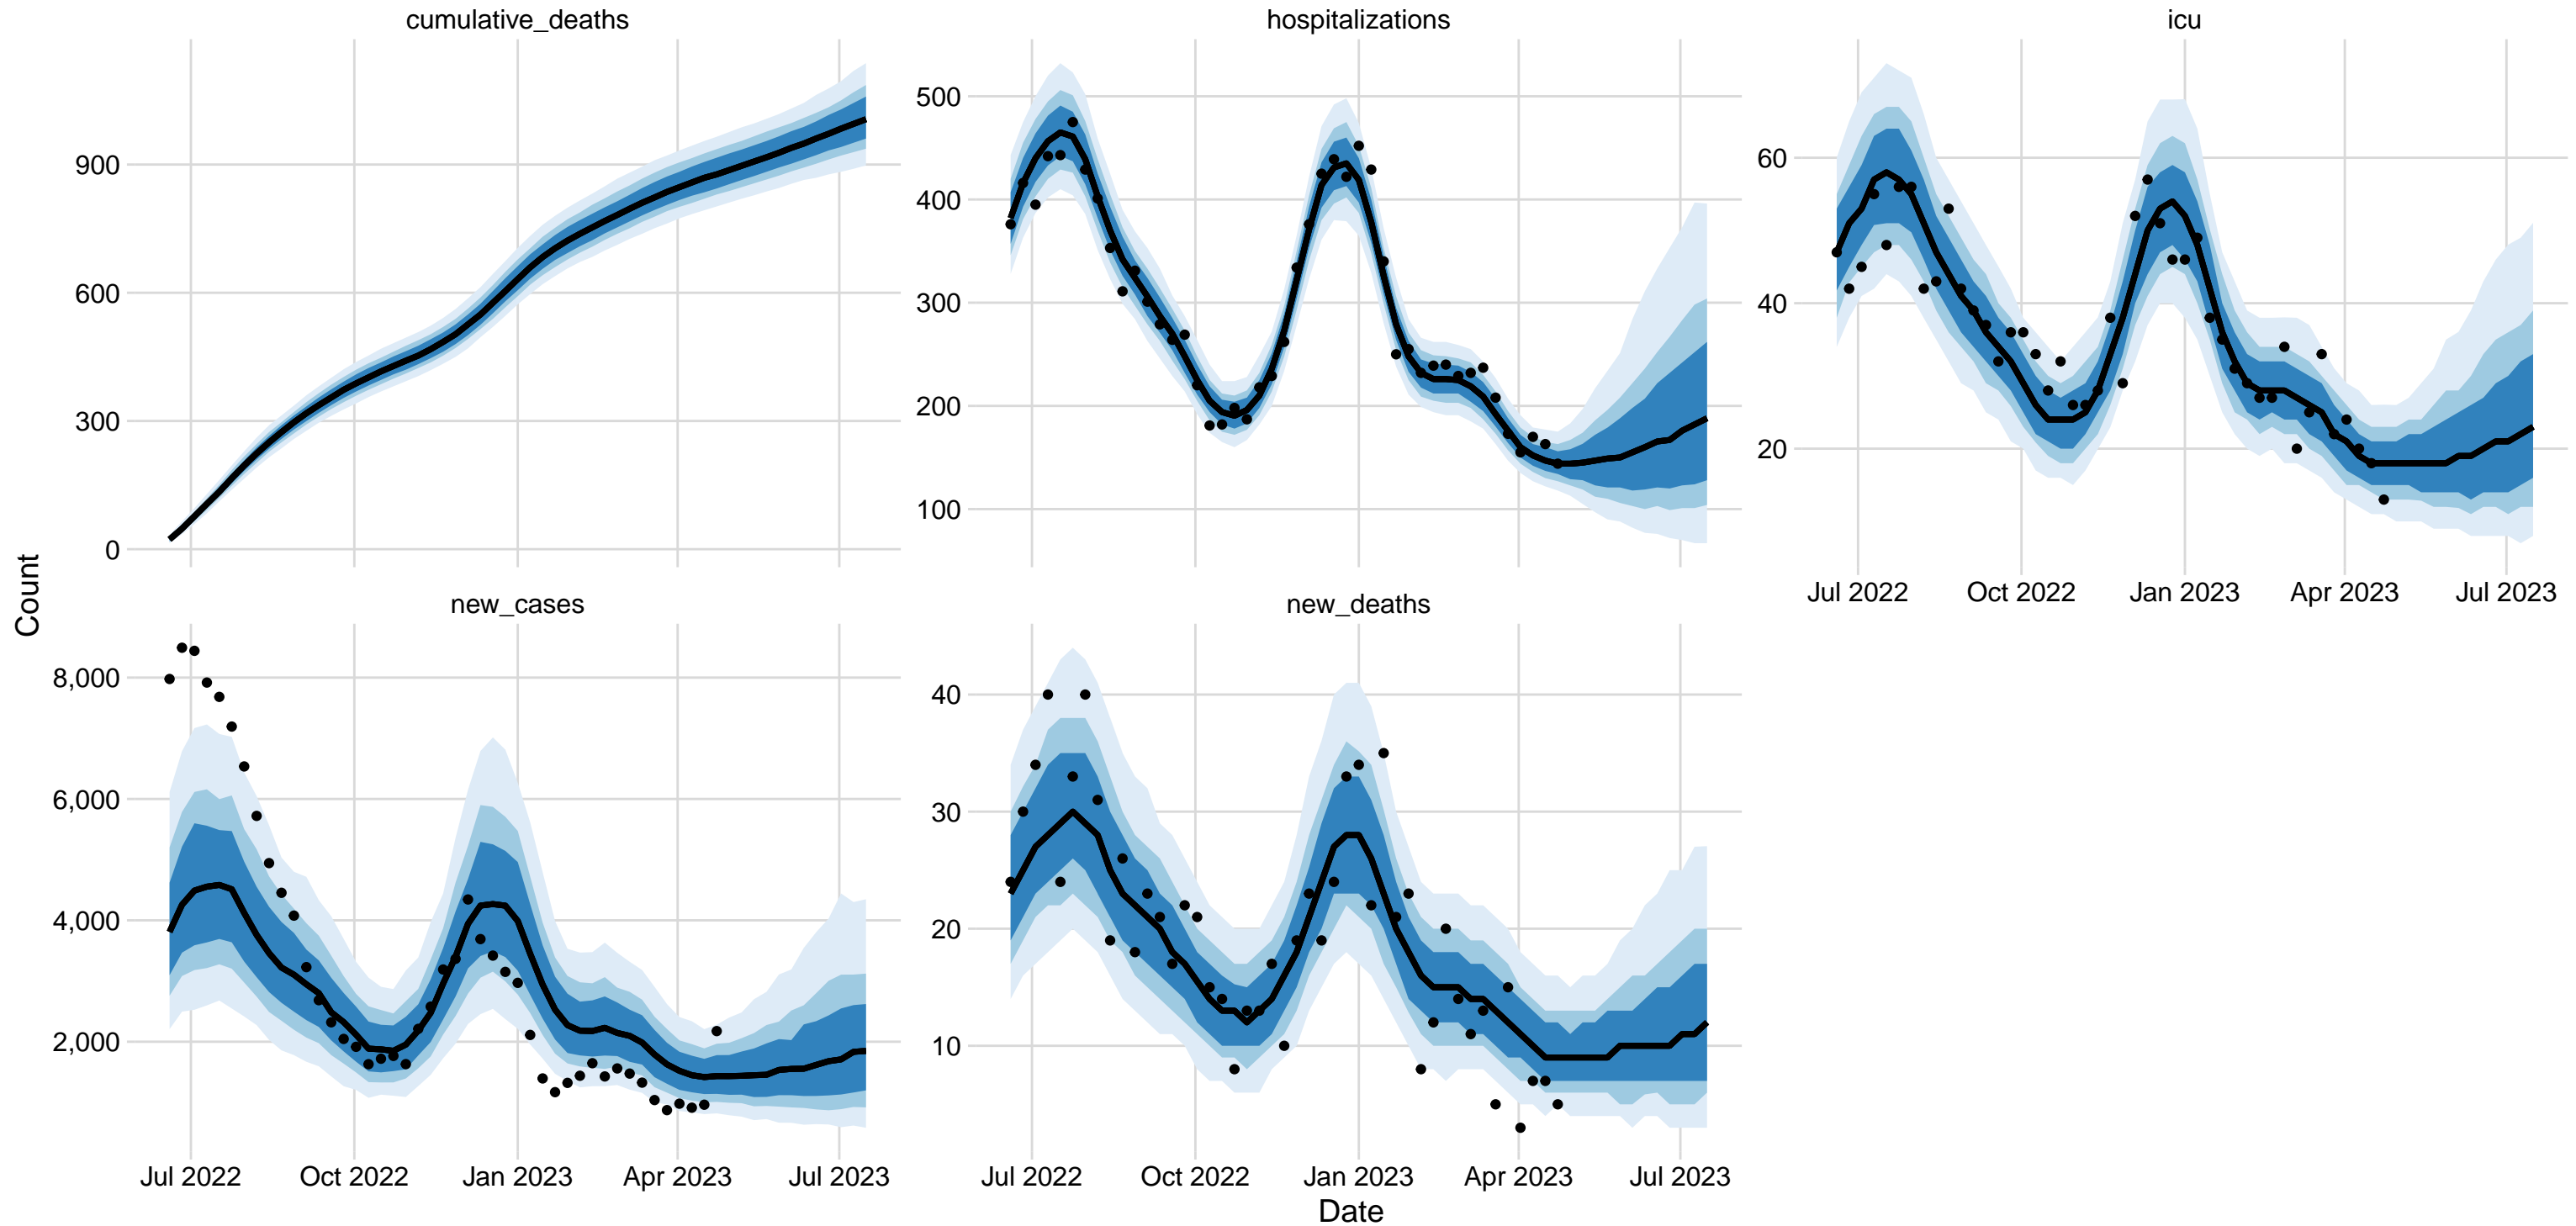 cumulative_deaths
hospitalizations
icu
900
600
300
0
500
400
300
200
100
60
40
20
Jul 2022 Oct 2022 Jan 2023 Apr 2023 Jul 2023
Count
new_cases
new_deaths
8,000
6,000
4,000
2,000
40
30
20
10
Jul 2022 Oct 2022 Jan 2023 Apr 2023 Jul 2023
Jul 2022 Oct 2022 Jan 2023 Apr 2023 Jul 2023
Date